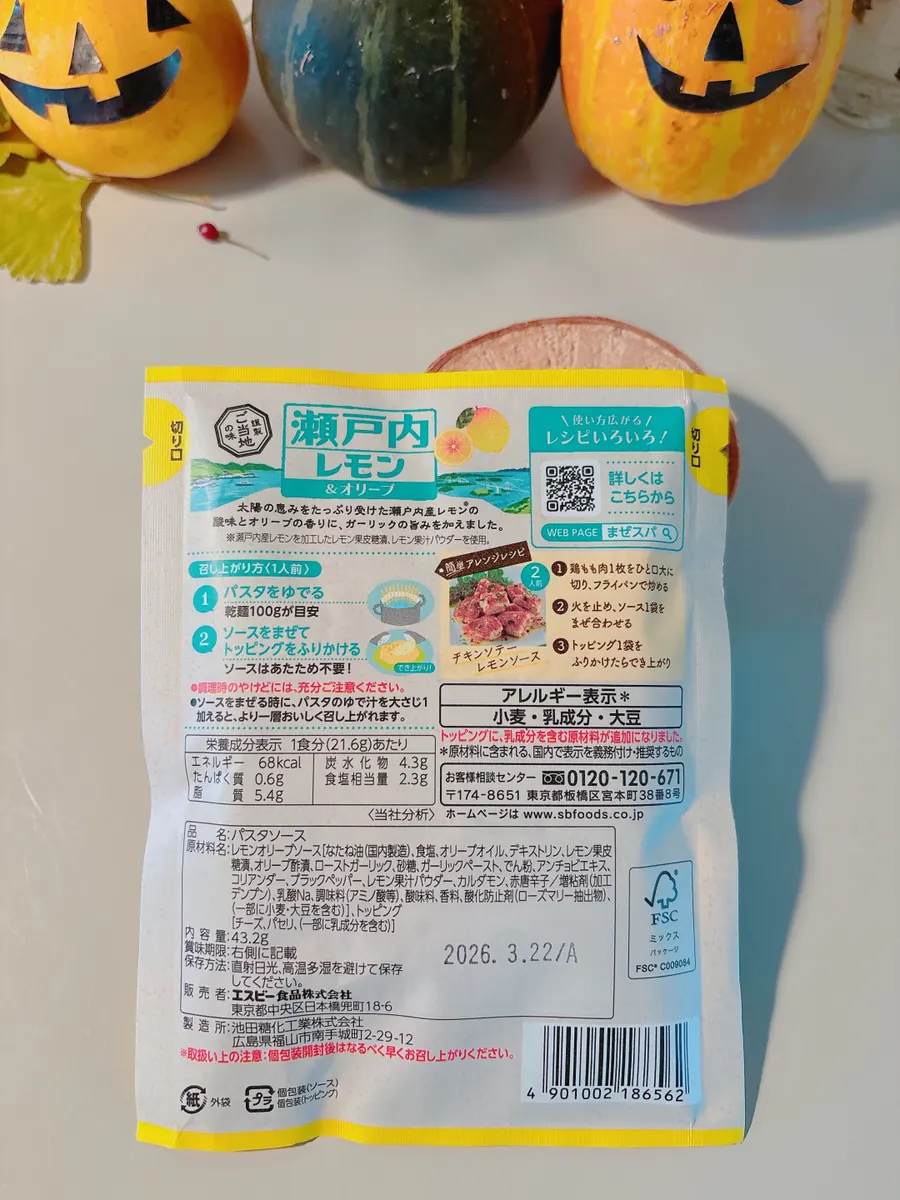 切り口
謹製
ご当地
の味
瀬戸内
レモン
&オリーブ
太陽の恵みをたっぷり受けた瀬戸内産レモン※の
酸味とオリーブの香りに、ガーリックの旨みを加えました。
※瀬戸内産レモンを加工したレモン果皮糖漬、レモン果汁パウダーを使用。
\使い方広がる/
レシピいろいろ!
詳しくは
こちらから
WEB PAGE まぜスパ
切り口
召し上がり方〈1人前〉
1 パスタをゆでる
乾麺100gが目安
2 ソースをまぜて
トッピングをふりかける
ソースはあたため不要!
でき上がり!
●調理時のやけどには、充分ご注意ください。
●ソースをまぜる時に、パスタのゆで汁を大さじ1
加えると、より一層おいしく召し上がれます。
簡単アレンジレシピ
2人前
チキンソテー
レモンソース
1 鶏もも肉1枚をひと口大に
切り、フライパンで炒める
2 火を止め、ソース1袋を
まぜ合わせる
3 トッピング1袋を
ふりかけたらでき上がり
アレルギー表示*
小麦・乳成分・大豆
トッピングに、乳成分を含む原材料が追加になりました。
*原材料に含まれる、国内で表示を義務付け・推奨するもの
栄養成分表示 1食分(21.6g)あたり
エネルギー 68kcal 炭水化物 4.3g
たんぱく質 0.6g 食塩相当量 2.3g
脂質 5.4g
〈当社分析〉
お客様相談センター 0120-120-671
〒174-8651 東京都板橋区宮本町38番8号
ホームページは www.sbfoods.co.jp
品名:パスタソース
原材料名:レモンオリーブソース[なたね油(国内製造)、食塩、オリーブオイル、デキストリン、レモン果皮
糖漬、オリーブ酢漬、ローストガーリック、砂糖、ガーリックペースト、でん粉、アンチョビエキス、
コリアンダー、ブラックペッパー、レモン果汁パウダー、カルダモン、赤唐辛子/増粘剤(加工
デンプン)、乳酸Na、調味料(アミノ酸等)、酸味料、香料、酸化防止剤(ローズマリー抽出物)、
(一部に小麦・大豆を含む)]、トッピング
[チーズ、パセリ、(一部に乳成分を含む)]
内容量:43.2g
賞味期限:右側に記載
保存方法:直射日光、高温多湿を避けて保存
してください。
2026. 3.22/A
販売者:エスビー食品株式会社
東京都中央区日本橋兜町18-6
製造所:池田糖化工業株式会社
広島県福山市南手城町2-29-12
※取扱い上の注意:個包装開封後はなるべく早くお召し上がりください。
FSC
ミックス
パッケージ
FSC® C009084
紙 外袋
プラ 個包装(ソース)
個包装(トッピング)
4 901002 186562